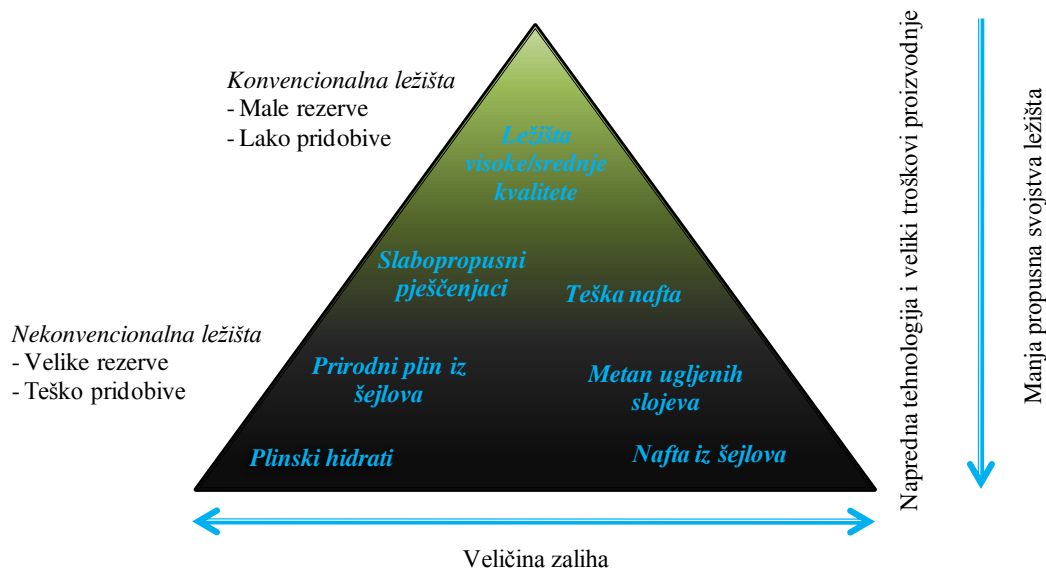 Konvencionalna ležišta
- Male rezerve
- Lako pridobive
Ležišta
visoke/srednje
kvalitete
Slabopropusni
pješčenjaci
Teška nafta
Nekonvencionalna ležišta
- Velike rezerve
- Teško pridobive
Prirodni plin iz
šejlova
Metan ugljenih
slojeva
Plinski hidrati
Nafta iz šejlova
Veličina zaliha
Napredna tehnologija i veliki troškovi proizvodnje
Manja propusna svojstva ležišta